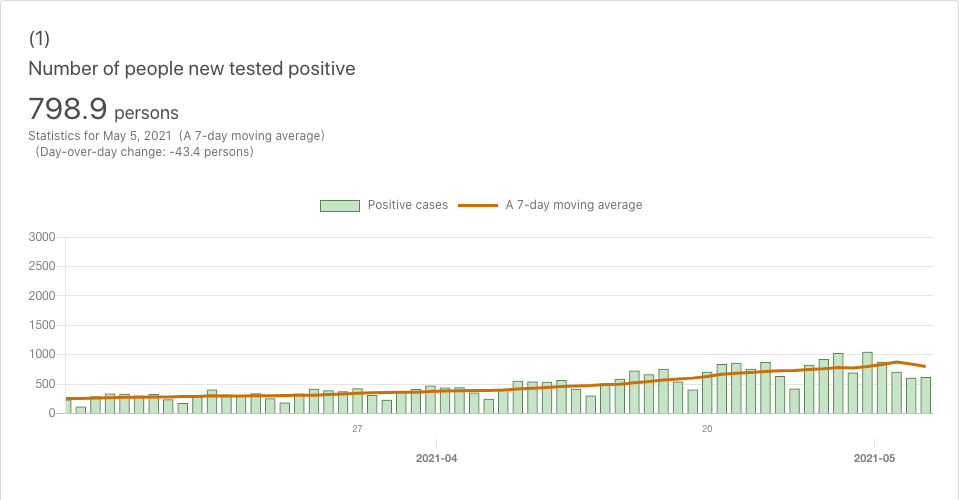 (1)
Number of people new tested positive
798.9 persons
Statistics for May 5, 2021 (A 7-day moving average)
(Day-over-day change: -43.4 persons)
Positive cases A 7-day moving average
3000
2500
2000
1500
1000
500
0
27 20
2021-04 2021-05